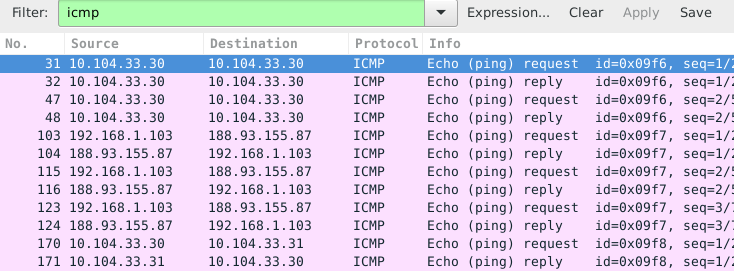 Filter: icmp Expression... Clear Apply Save
No. Source Destination Protocol Info
31 10.104.33.30 10.104.33.30 ICMP Echo (ping) request id=0x09f6, seq=1/2
32 10.104.33.30 10.104.33.30 ICMP Echo (ping) reply id=0x09f6, seq=1/2
47 10.104.33.30 10.104.33.30 ICMP Echo (ping) request id=0x09f6, seq=2/5
48 10.104.33.30 10.104.33.30 ICMP Echo (ping) reply id=0x09f6, seq=2/5
103 192.168.1.103 188.93.155.87 ICMP Echo (ping) request id=0x09f7, seq=1/2
104 188.93.155.87 192.168.1.103 ICMP Echo (ping) reply id=0x09f7, seq=1/2
115 192.168.1.103 188.93.155.87 ICMP Echo (ping) request id=0x09f7, seq=2/5
116 188.93.155.87 192.168.1.103 ICMP Echo (ping) reply id=0x09f7, seq=2/5
123 192.168.1.103 188.93.155.87 ICMP Echo (ping) request id=0x09f7, seq=3/7
124 188.93.155.87 192.168.1.103 ICMP Echo (ping) reply id=0x09f7, seq=3/7
170 10.104.33.30 10.104.33.31 ICMP Echo (ping) request id=0x09f8, seq=1/2
171 10.104.33.31 10.104.33.30 ICMP Echo (ping) reply id=0x09f8, seq=1/2